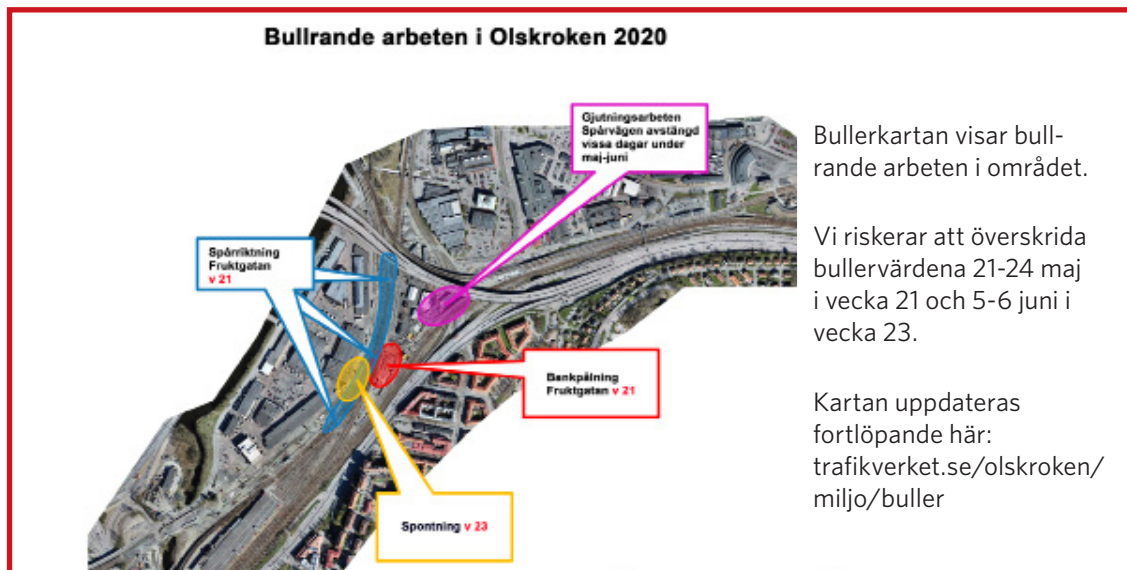 Bullrande arbeten i Olskroken 2020
Gjutningsarbeten
Spårvägen avstängd
vissa dagar under
maj-juni
Spårriktning
Fruktgatan
v 21
Bankpålning
Fruktgatan v 21
Spontning v 23
Bullerkartan visar bull-
rande arbeten i området.
Vi riskerar att överskrida
bullervärdena 21-24 maj
i vecka 21 och 5-6 juni i
vecka 23.
Kartan uppdateras
fortlöpande här:
trafikverket.se/olskroken/
miljo/buller